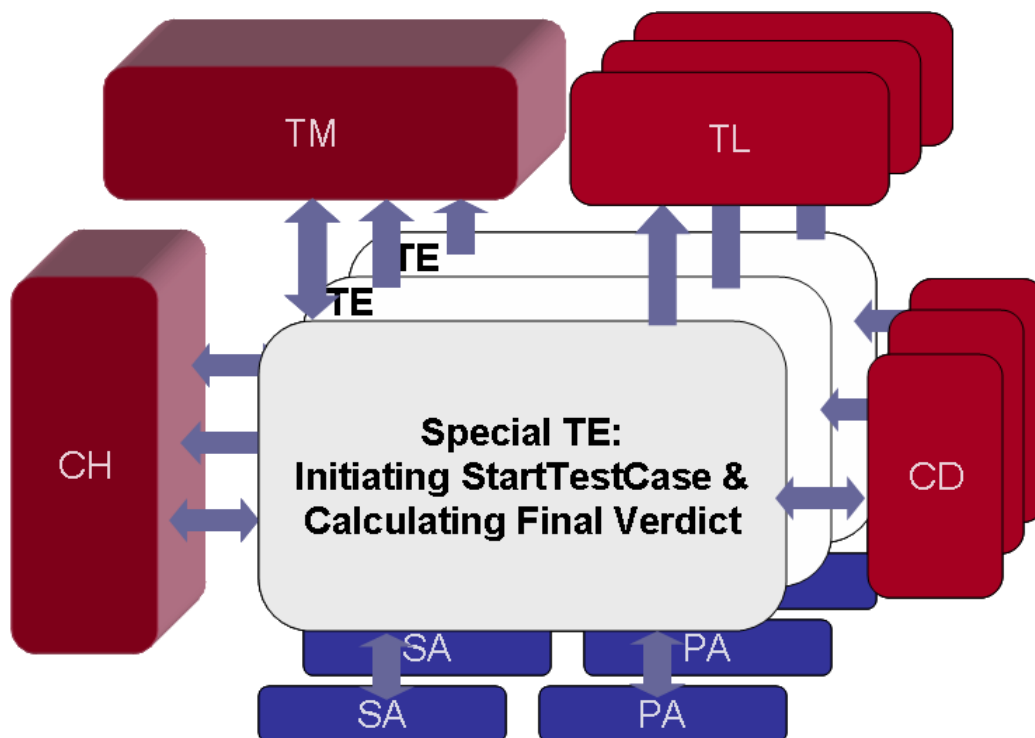 TM
TL
TE
TE
CH
Special TE:
Initiating StartTestCase &
Calculating Final Verdict
CD
SA
PA
SA
PA